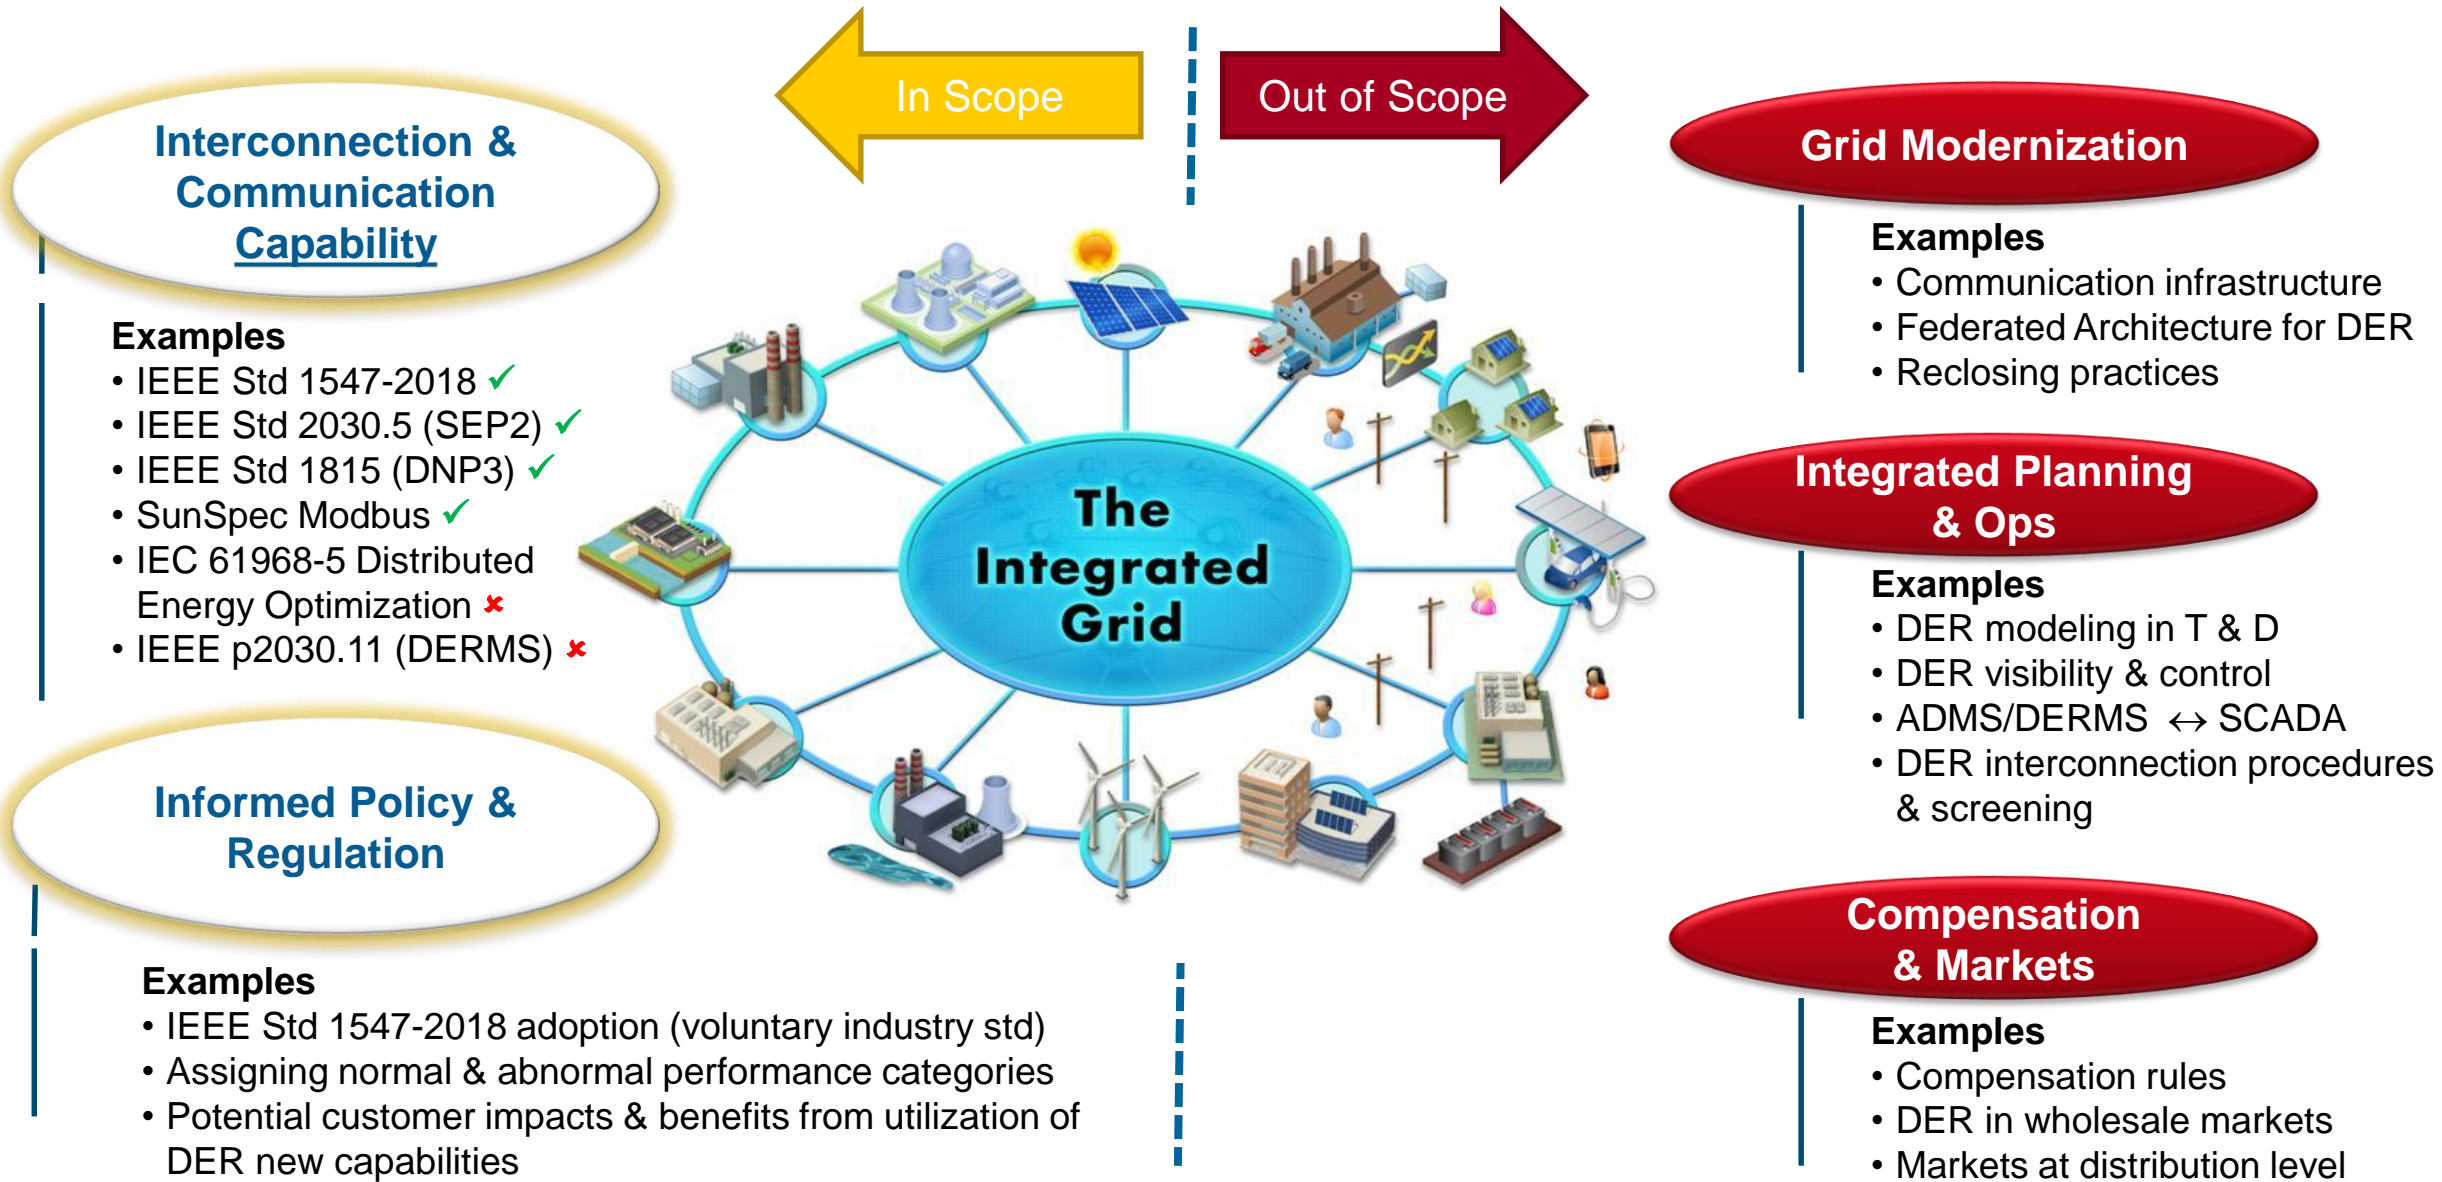 In Scope
Out of Scope
Interconnection &
Communication
Capability
Examples
• IEEE Std 1547-2018 ✓
• IEEE Std 2030.5 (SEP2) ✓
• IEEE Std 1815 (DNP3) ✓
• SunSpec Modbus ✓
• IEC 61968-5 Distributed
Energy Optimization ✘
• IEEE p2030.11 (DERMS) ✘
Informed Policy &
Regulation
Examples
• IEEE Std 1547-2018 adoption (voluntary industry std)
• Assigning normal & abnormal performance categories
• Potential customer impacts & benefits from utilization of
DER new capabilities
The
Integrated
Grid
Grid Modernization
Examples
• Communication infrastructure
• Federated Architecture for DER
• Reclosing practices
Integrated Planning
& Ops
Examples
• DER modeling in T & D
• DER visibility & control
• ADMS/DERMS ↔ SCADA
• DER interconnection procedures
& screening
Compensation
& Markets
Examples
• Compensation rules
• DER in wholesale markets
• Markets at distribution level